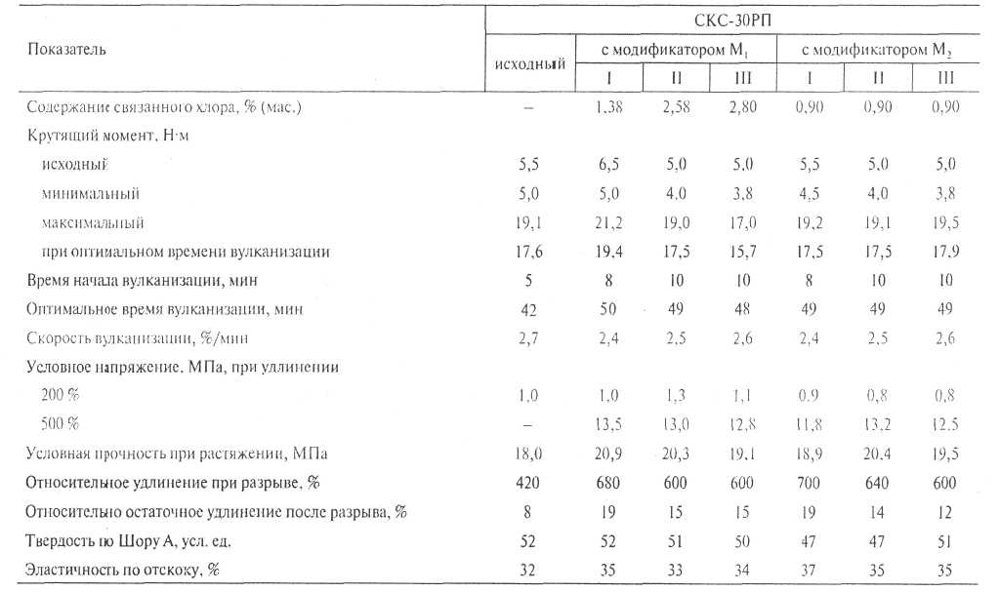 СКС-30РП
Показатель исходный с модификатором М₁ с модификатором М₂
I II III I II III
Содержание связанного хлора, % (мас.) – 1,38 2,58 2,80 0,90 0,90 0,90
Крутящий момент, Н·м
исходный 5,5 6,5 5,0 5,0 5,5 5,0 5,0
минимальный 5,0 5,0 4,0 3,8 4,5 4,0 3,8
максимальный 19,1 21,2 19,0 17,0 19,2 19,1 19,5
при оптимальном времени вулканизации 17,6 19,4 17,5 15,7 17,5 17,5 17,9
Время начала вулканизации, мин 5 8 10 10 8 10 10
Оптимальное время вулканизации, мин 42 50 49 48 49 49 49
Скорость вулканизации, %/мин 2,7 2,4 2,5 2,6 2,4 2,5 2,6
Условное напряжение, МПа, при удлинении
200 % 1,0 1,0 1,3 1,1 0,9 0,8 0,8
500 % – 13,5 13,0 12,8 11,8 13,2 12,5
Условная прочность при растяжении, МПа 18,0 20,9 20,3 19,1 18,9 20,4 19,5
Относительное удлинение при разрыве, % 420 680 600 600 700 640 600
Относительно остаточное удлинение после разрыва, % 8 19 15 15 19 14 12
Твердость по Шору А, усл. ед. 52 52 51 50 47 47 51
Эластичность по отскоку, % 32 35 33 34 37 35 35